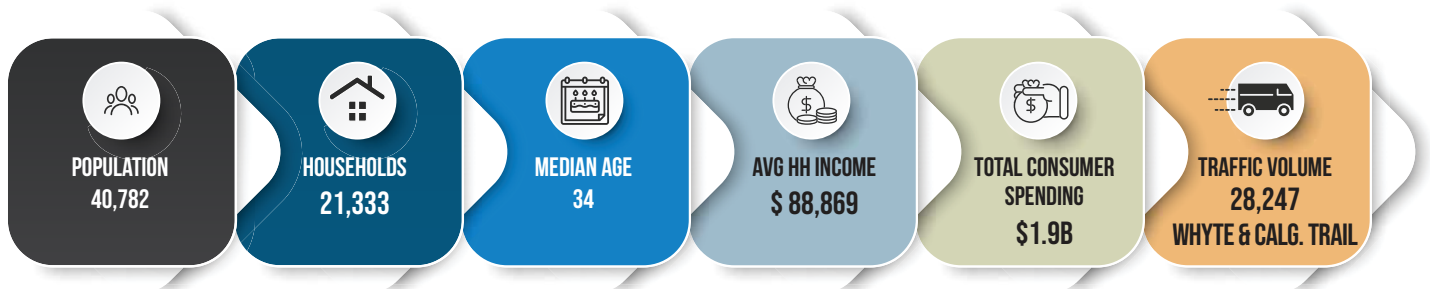 POPULATION
40,782
HOUSEHOLDS
21,333
MEDIAN AGE
34
AVG HH INCOME
$ 88,869
TOTAL CONSUMER
SPENDING
$1.9B
TRAFFIC VOLUME
28,247
WHYTE & CALG. TRAIL